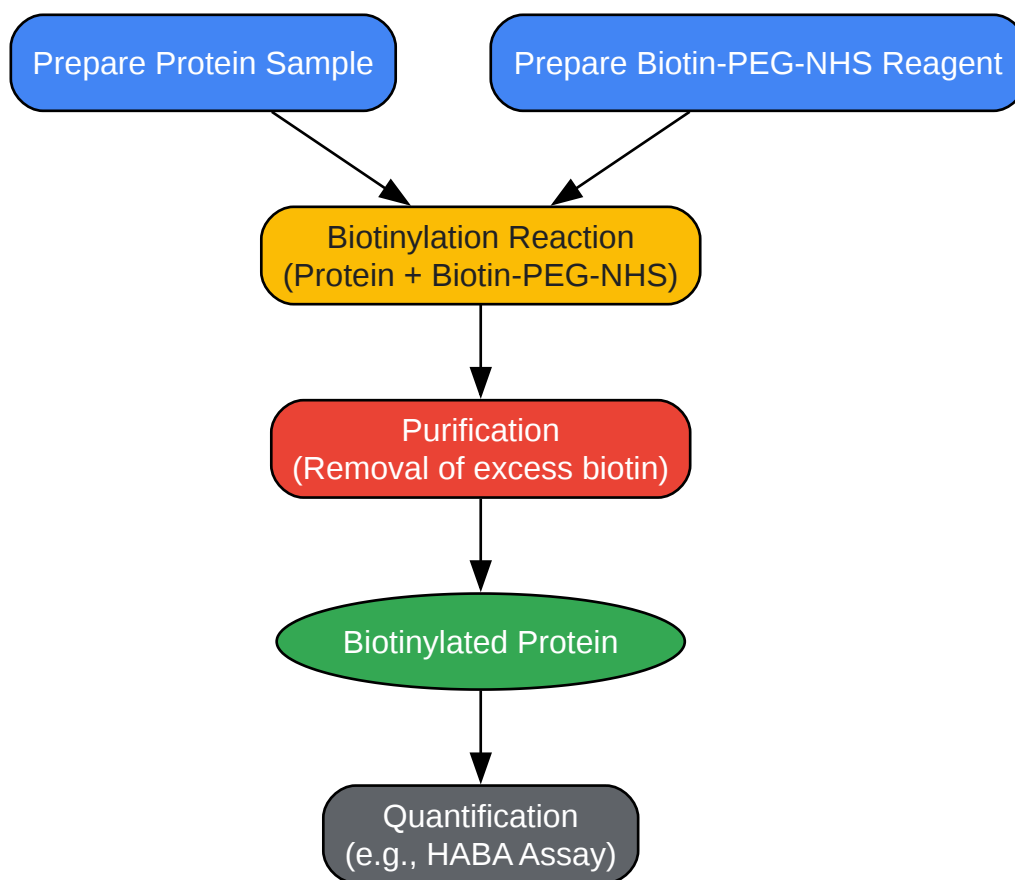 Prepare Protein Sample
Prepare Biotin-PEG-NHS Reagent
Biotinylation Reaction
(Protein + Biotin-PEG-NHS)
Purification
(Removal of excess biotin)
Biotinylated Protein
Quantification
(e.g., HABA Assay)